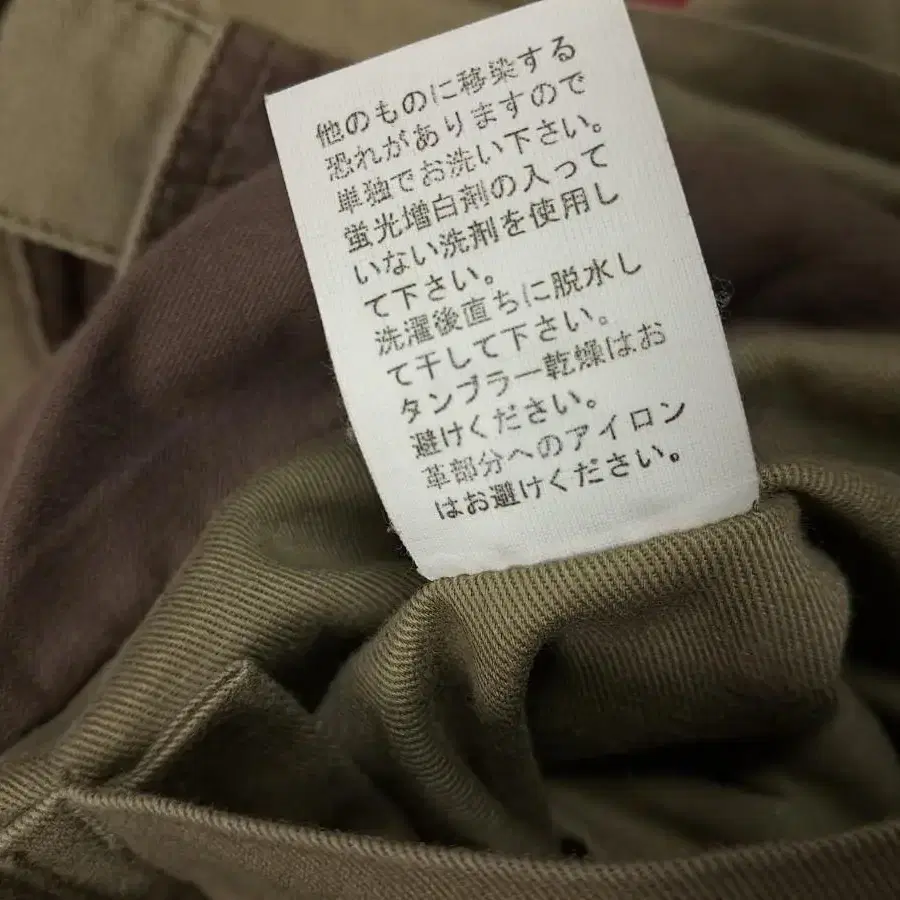 他のものに移染する
恐れがありますので
単独でお洗い下さい。
蛍光増白剤の入って
いない洗剤を使用し
て下さい。
洗濯後直ちに脱水し
て干して下さい。
タンブラー乾燥はお
避けください。
革部分へのアイロン
はお避けください。